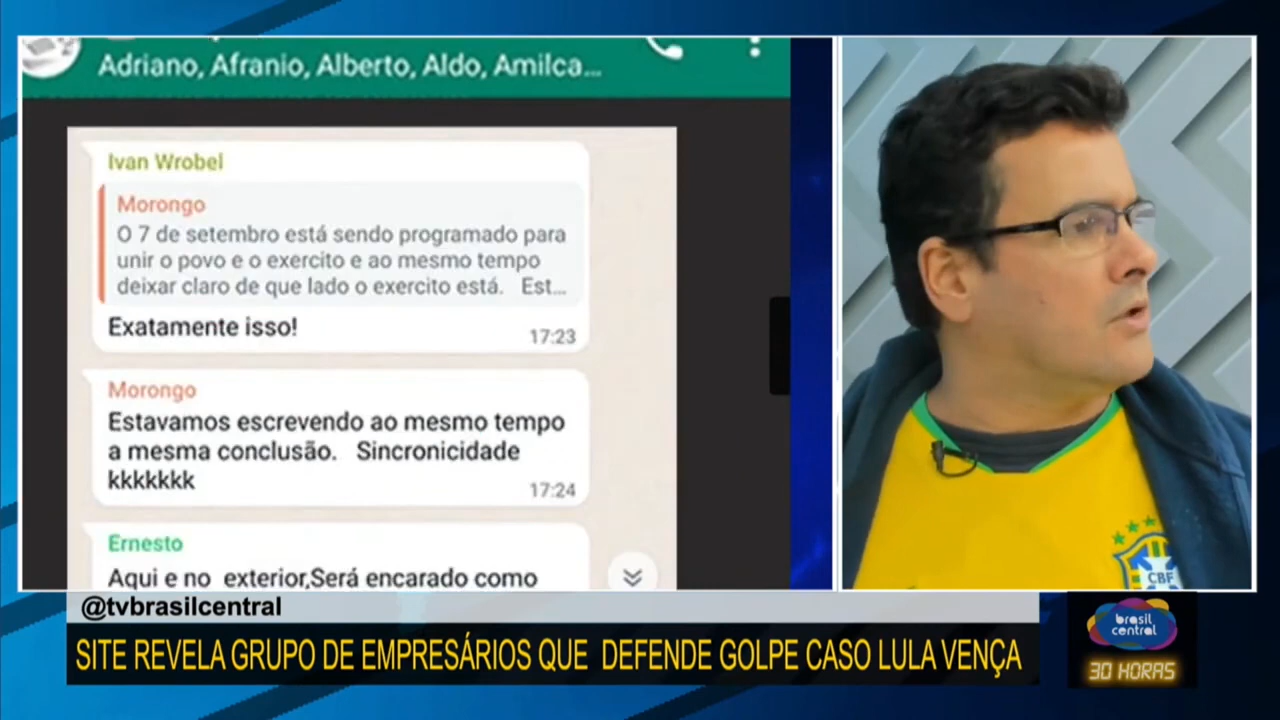 Adriano, Afranio, Alberto, Aldo, Amilca...
Ivan Wrobel
Morongo
O 7 de setembro está sendo programado para
unir o povo e o exercito e ao mesmo tempo
deixar claro de que lado o exercito está. Est...
Exatamente isso!
17:23
Morongo
Estavamos escrevendo ao mesmo tempo
a mesma conclusão. Sincronicidade
kkkkkkk
17:24
Ernesto
Aqui e no exterior,Será encarado como
CBF
@tvbrasilcentral
SITE REVELA GRUPO DE EMPRESÁRIOS QUE DEFENDE GOLPE CASO LULA VENÇA
brasil
central
30 HORAS